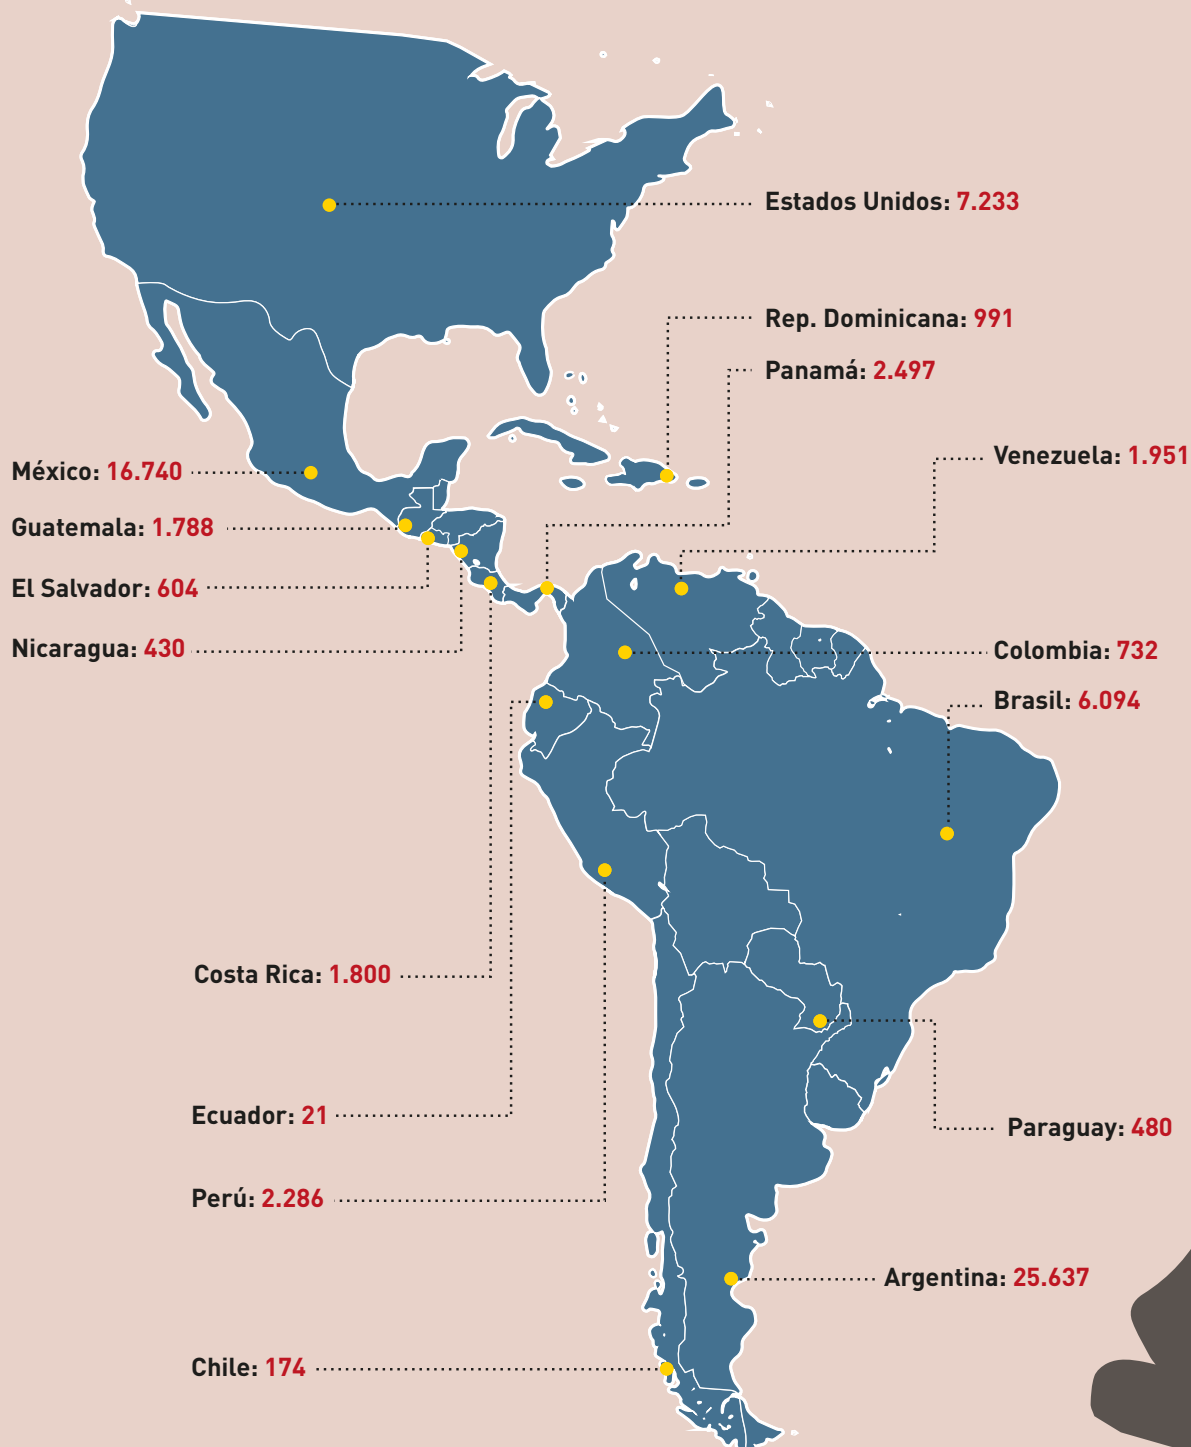 Estados Unidos: 7.233
Rep. Dominicana: 991
Panamá: 2.497
Venezuela: 1.951
México: 16.740
Guatemala: 1.788
El Salvador: 604
Nicaragua: 430
Colombia: 732
Brasil: 6.094
Costa Rica: 1.800
Ecuador: 21
Paraguay: 480
Perú: 2.286
Argentina: 25.637
Chile: 174